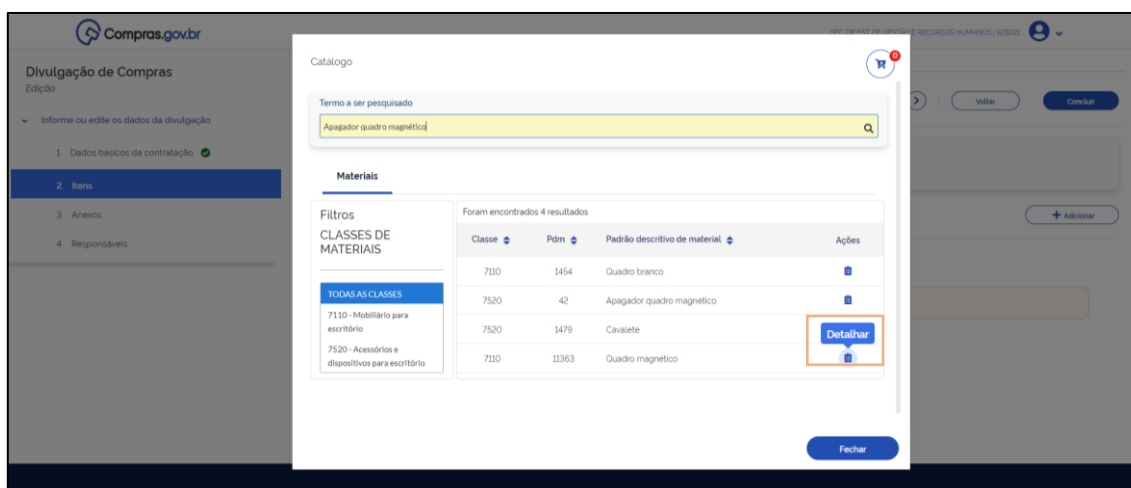 Compras.gov.br
SEC. DE EST. DE GESTÃO E RECURSOS HUMANOS | 925021
Divulgação de Compras
Edição
Informe ou edite os dados da divulgação
1. Dados básicos da contratação
2. Itens
3. Anexos
4. Responsáveis
Voltar
Concluir
Adicionar
Catálogo
0
Termo a ser pesquisado
Apagador quadro magnético
Materiais
Filtros
CLASSES DE
MATERIAIS
TODAS AS CLASSES
7110 - Mobiliário para
escritório
7520 - Acessórios e
dispositivos para escritório
Foram encontrados 4 resultados
Classe Pdm Padrão descritivo de material Ações
7110 1454 Quadro branco
7520 42 Apagador quadro magnético
7520 1479 Cavalete
Detalhar
7110 11363 Quadro magnético
Fechar